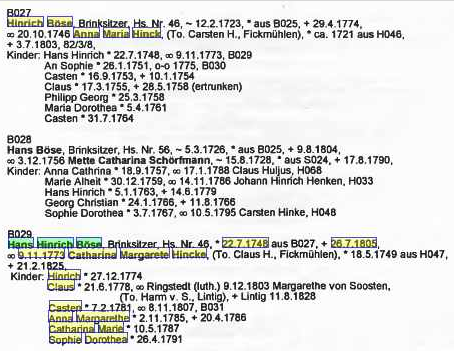 B027
Hinrich Böse, Brinksitzer, Hs. Nr. 46, ~ 12.2.1723, * aus B025, + 29.4.1774,
∞ 20.10.1746 Anna Maria Hinck, (To. Carsten H., Fickmühlen), * ca. 1721 aus H046,
+ 3.7.1803, 82/3/8,
Kinder: Hans Hinrich * 22.7.1748, ∞ 9.11.1773, B029
An Sophie * 26.1.1751, o-o 1775, B030
Casten * 16.9.1753, + 10.1.1754
Claus * 17.3.1755, + 28.5.1758 (ertrunken)
Philipp Georg * 25.3.1758
Maria Dorothea * 5.4.1761
Casten * 31.7.1764
B028
Hans Böse, Brinksitzer, Hs. Nr. 56, ~ 5.3.1726, * aus B025, + 9.8.1804,
∞ 3.12.1756 Mette Catharina Schörfmann, ~ 15.8.1728, * aus S024, + 17.8.1790,
Kinder: Anna Cathrina * 18.9.1757, ∞ 17.1.1788 Claus Huljus, H068
Marie Alheit * 30.12.1759, ∞ 14.11.1786 Johann Hinrich Henken, H033
Hans Hinrich * 5.1.1763, + 14.6.1779
Georg Christian * 24.1.1766, + 11.8.1766
Sophie Dorothea * 3.7.1767, ∞ 10.5.1795 Carsten Hinke, H048
B029
Hans Hinrich Böse, Brinksitzer, Hs. Nr. 46, * 22.7.1748 aus B027, + 26.7.1805,
∞ 9.11.1773 Catharina Margarete Hincke, (To. Claus H., Fickmühlen), * 18.5.1749 aus H047,
+ 21.2.1825,
Kinder: Hinrich * 27.12.1774
Claus * 21.6.1778, ∞ Ringstedt (luth.) 9.12.1803 Margarethe von Soosten,
(To. Harm v. S., Lintig), + Lintig 11.8.1828
Casten * 7.2.1781, ∞ 8.11.1807, B031
Anna Margarethe * 2.11.1785, + 20.4.1786
Catharina Marie * 10.5.1787
Sophie Dorothea * 26.4.1791